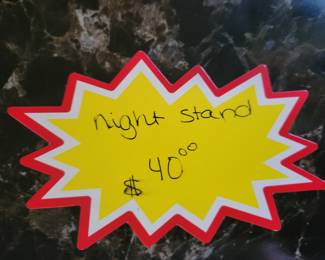 night stand
$ 40⁰⁰